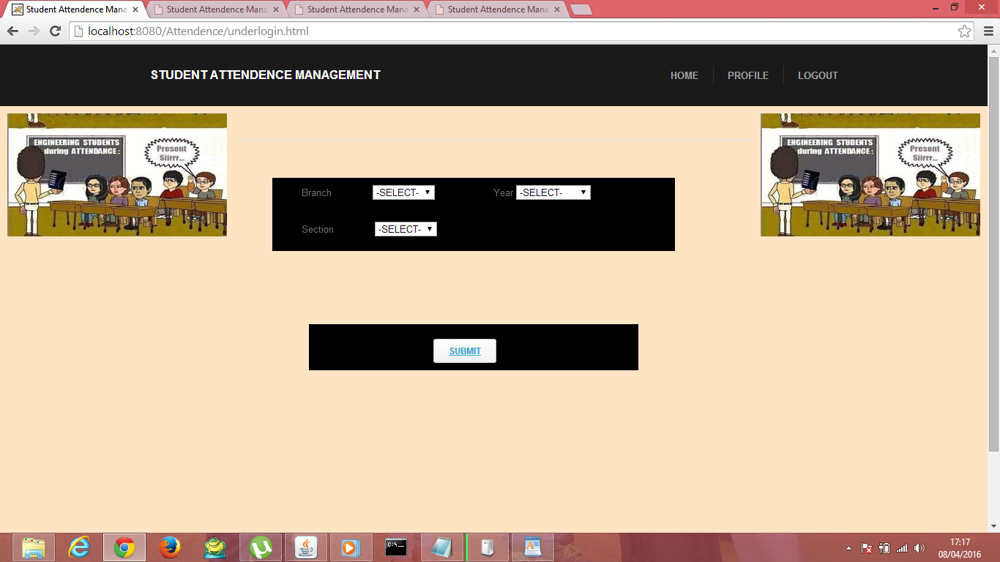 Student Attendence Mana
Student Attendence Mana
Student Attendence Mana
Student Attendence Mana
localhost:8080/Attendence/underlogin.html
STUDENT ATTENDENCE MANAGEMENT
HOME
PROFILE
LOGOUT
ENGINEERING STUDENTS
during ATTENDANCE :
Present
Siirrr...
ENGINEERING STUDENTS
during ATTENDANCE :
Present
Siirrr...
Branch
-SELECT-
Year
-SELECT-
Section
-SELECT-
SUBMIT
17:17
08/04/2016